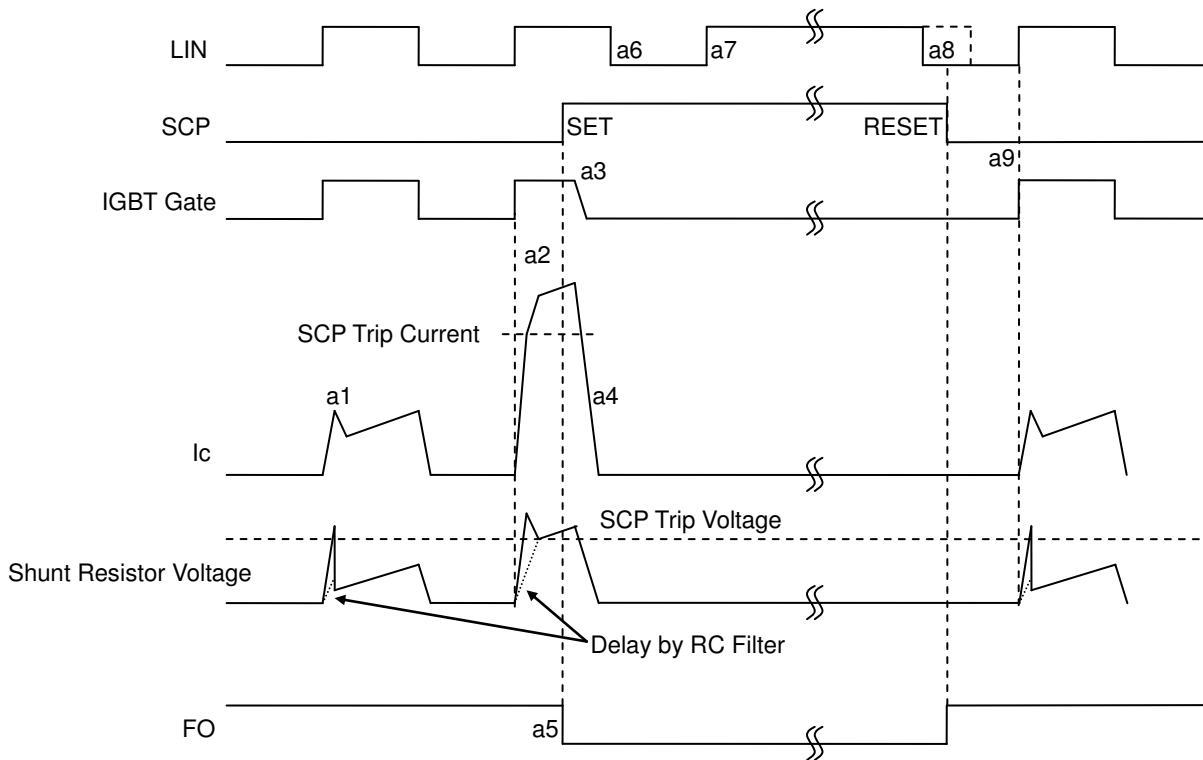 LIN
a6
a7
a8
SCP
SET
RESET
a9
a3
IGBT Gate
a2
SCP Trip Current
a1
a4
Ic
SCP Trip Voltage
Shunt Resistor Voltage
Delay by RC Filter
FO
a5